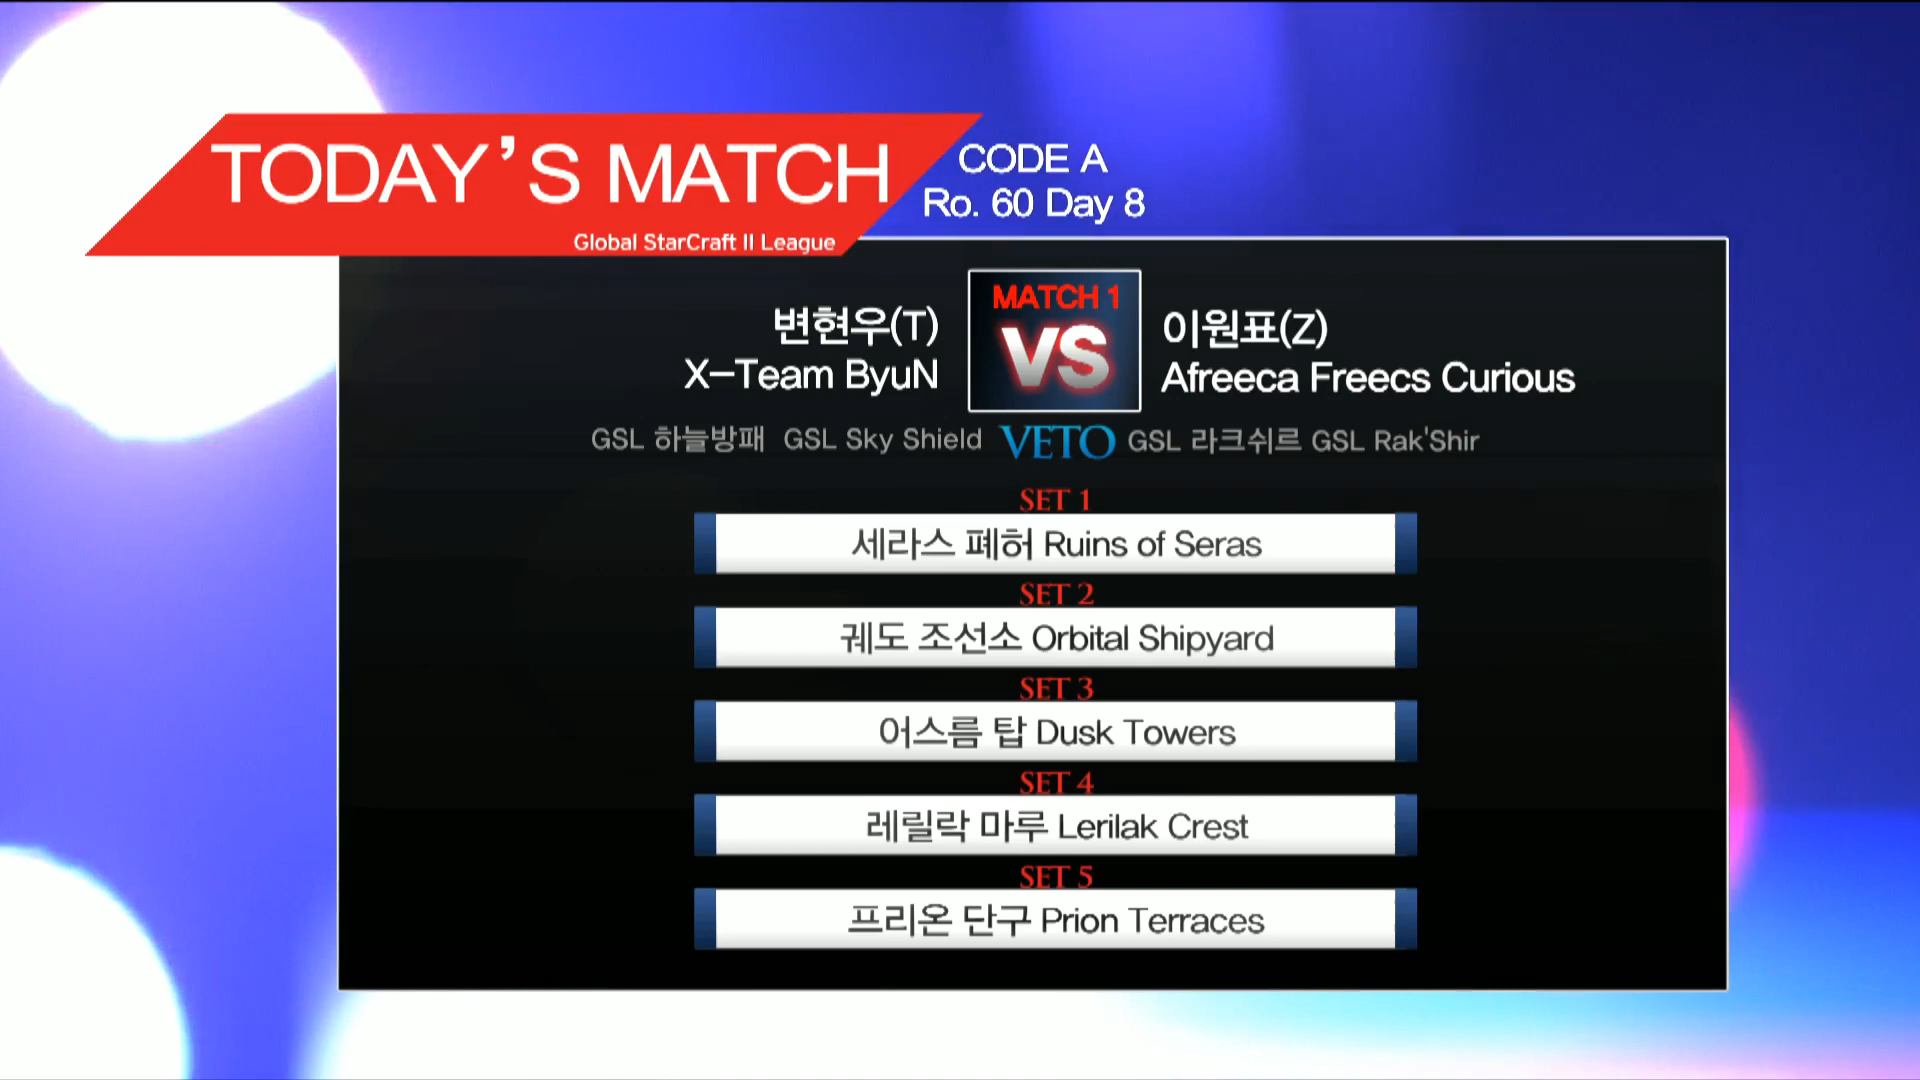 TODAY'S MATCH
Global StarCraft II League
CODE A
Ro. 60 Day 8
변현우(T)
X-Team ByuN
MATCH 1
VS
이원표(Z)
Afreeca Freecs Curious
GSL 하늘방패 GSL Sky Shield VETO GSL 라크쉬르 GSL Rak'Shir
SET 1
세라스 폐허 Ruins of Seras
SET 2
궤도 조선소 Orbital Shipyard
SET 3
어스름 탑 Dusk Towers
SET 4
레릴락 마루 Lerilak Crest
SET 5
프리온 단구 Prion Terraces